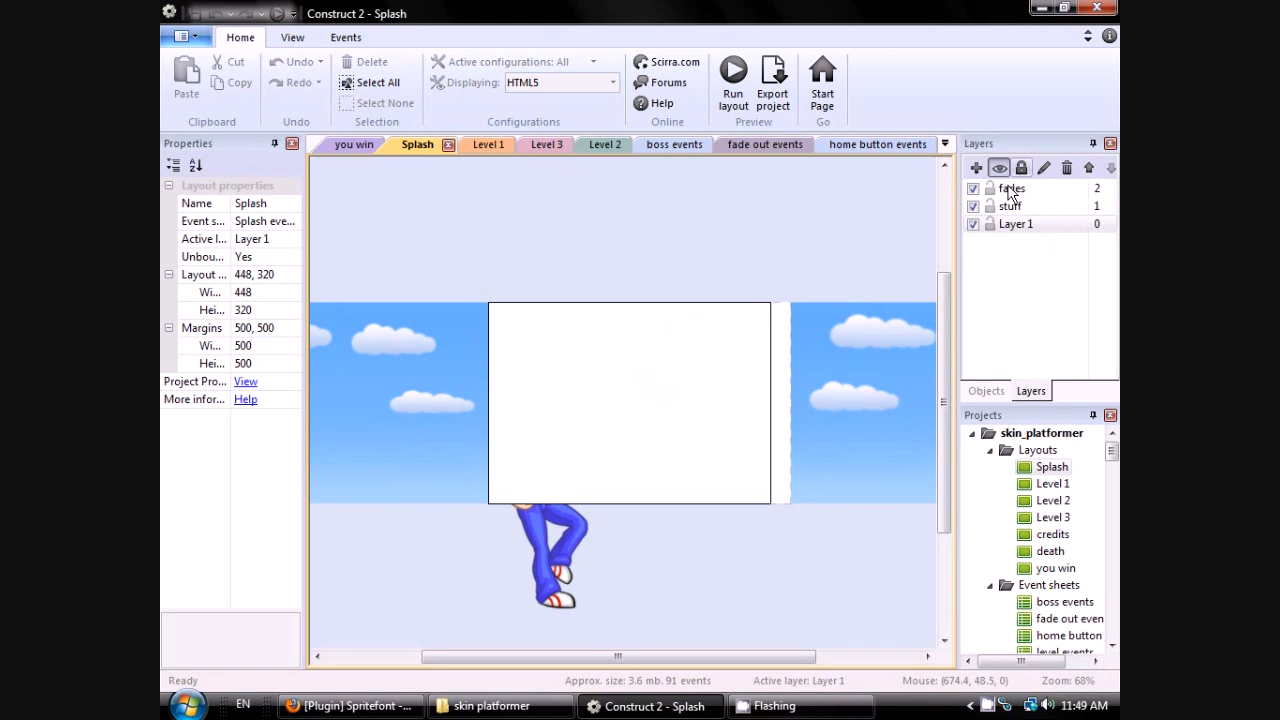 Construct 2 - Splash
Home View Events
Paste Cut Copy Clipboard
Undo Redo Undo
Delete Select All Select None Selection
Active configurations: All
Displaying: HTML5
Configurations
Scirra.com Forums Help Online
Run layout Export project Preview
Start Page Go
Properties
you win Splash Level 1 Level 3 Level 2 boss events fade out events home button events
Layers
Layout properties
Name Splash
Event s... Splash eve...
Active l... Layer 1
Unbou... Yes
Layout ... 448, 320
Wi... 448
Hei... 320
Margins 500, 500
Wi... 500
Hei... 500
Project Pro... View
More infor... Help
fades 2
stuff 1
Layer 1 0
Objects Layers
Projects
skin_platformer
Layouts
Splash
Level 1
Level 2
Level 3
credits
death
you win
Event sheets
boss events
fade out even
home button
Ready Approx. size: 3.6 mb. 91 events Active layer: Layer 1 Mouse: (674.4, 48.5, 0) Zoom: 68%
EN [Plugin] Spritefont -... skin platformer Construct 2 - Splash Flashing 11:49 AM